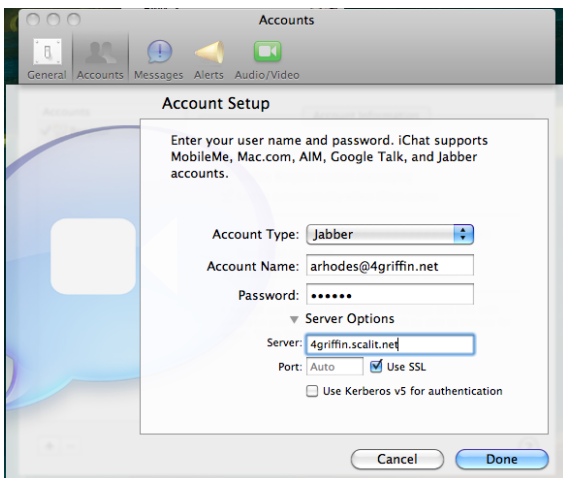 Accounts
General Accounts Messages Alerts Audio/Video
Account Setup
Enter your user name and password. iChat supports
MobileMe, Mac.com, AIM, Google Talk, and Jabber
accounts.
Account Type: Jabber
Account Name: arhodes@4griffin.net
Password: ••••••
Server Options
Server: 4griffin.scalit.net
Port: Auto Use SSL
Use Kerberos v5 for authentication
Cancel Done